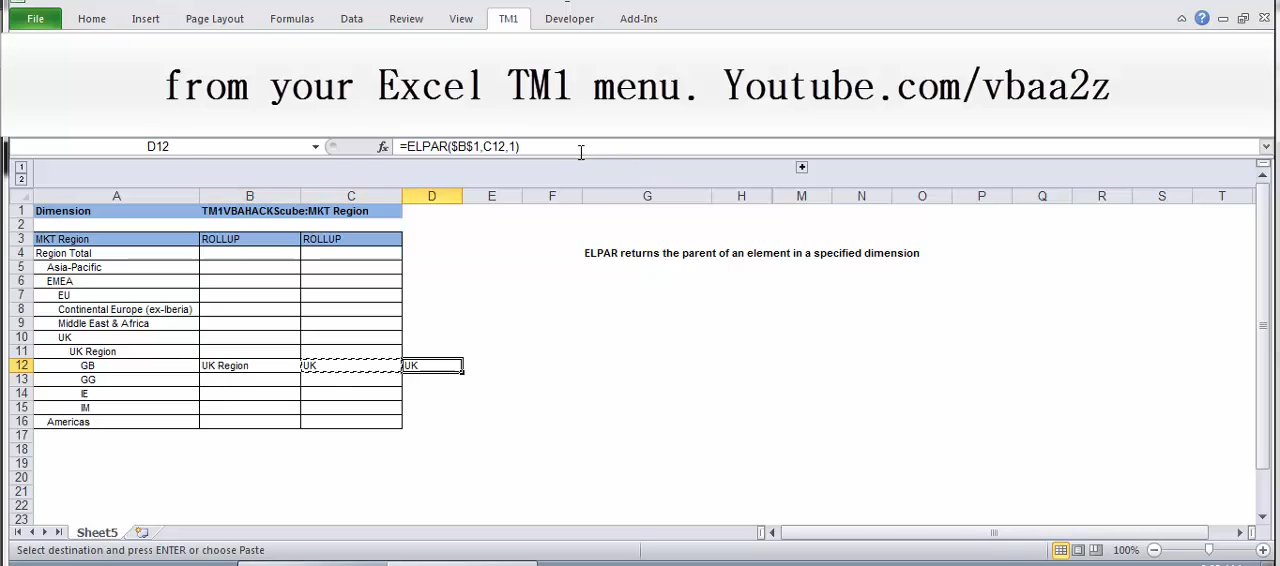 File Home Insert Page Layout Formulas Data Review View TM1 Developer Add-Ins
from your Excel TM1 menu. Youtube.com/vbaa2z
D12 fx =ELPAR($B$1,C12,1)
1
2
A B C D E F G H M N O P Q R S T
1 Dimension TM1VBAHACKScube:MKT Region
2
3 MKT Region ROLLUP ROLLUP
4 Region Total ELPAR returns the parent of an element in a specified dimension
5 Asia-Pacific
6 EMEA
7 EU
8 Continental Europe (ex-Iberia)
9 Middle East & Africa
10 UK
11 UK Region
12 GB UK Region UK UK
13 GG
14 IE
15 IM
16 Americas
17
18
19
20
21
22
23
Sheet5
Select destination and press ENTER or choose Paste 100%